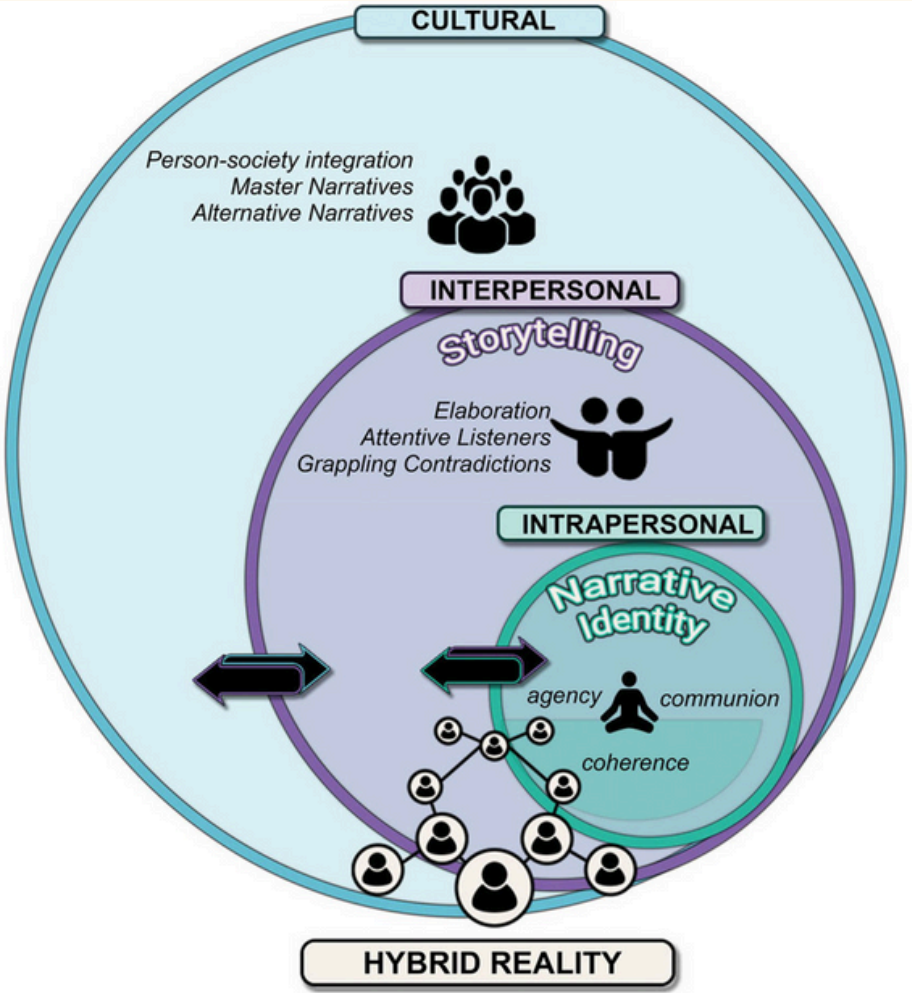 CULTURAL
Person-society integration
Master Narratives
Alternative Narratives
INTERPERSONAL
Storytelling
Elaboration
Attentive Listeners
Grappling Contradictions
INTRAPERSONAL
Narrative
Identity
agency communion
coherence
HYBRID REALITY